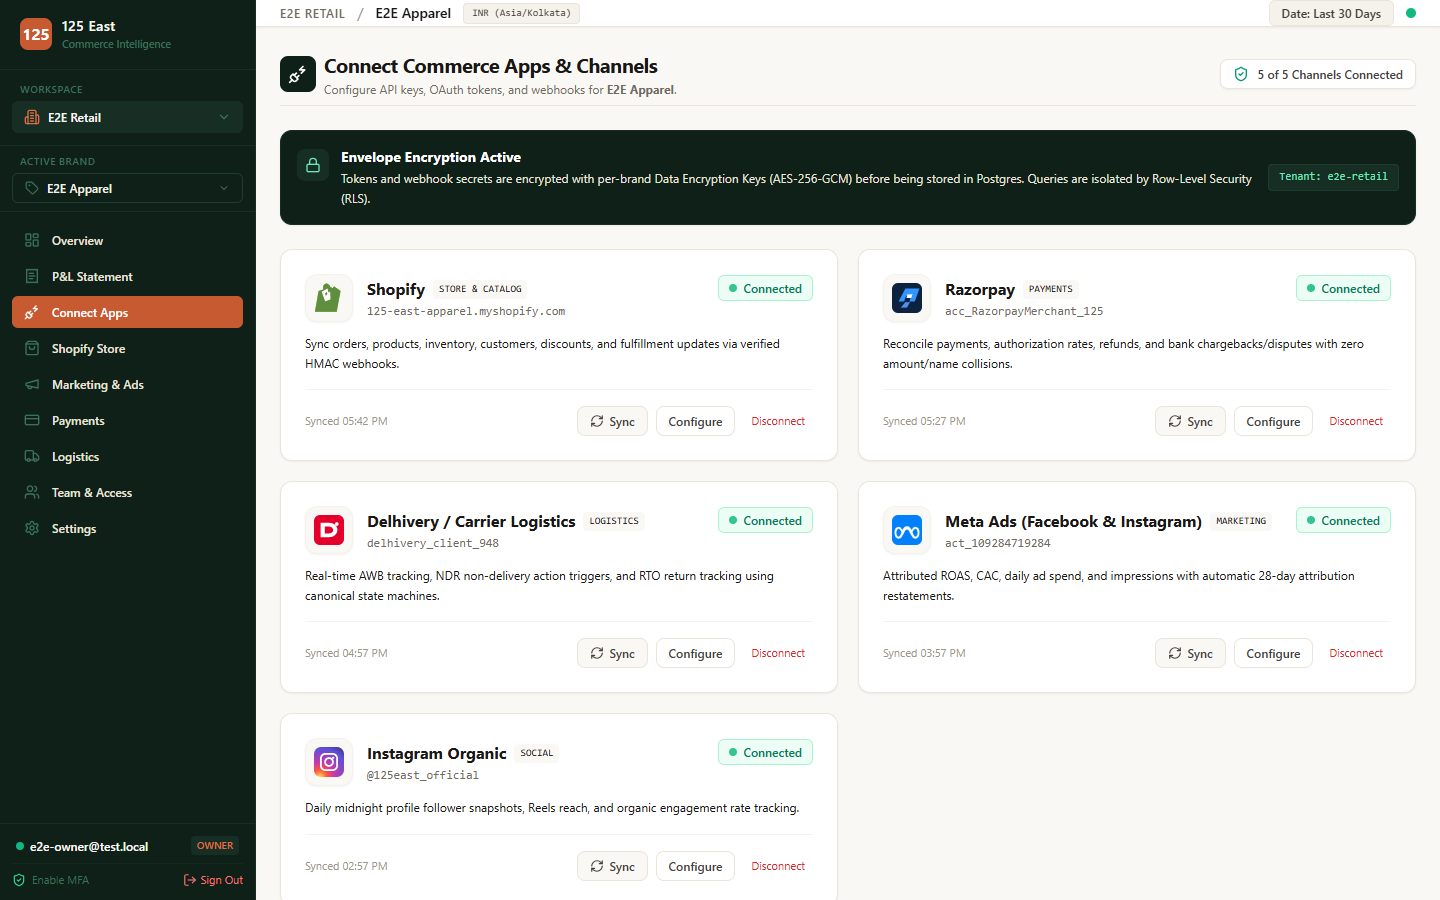 125
125 East
Commerce Intelligence
WORKSPACE
E2E Retail
ACTIVE BRAND
E2E Apparel
Overview
P&L Statement
Connect Apps
Shopify Store
Marketing & Ads
Payments
Logistics
Team & Access
Settings
e2e-owner@test.local OWNER
Enable MFA Sign Out
E2E RETAIL / E2E Apparel INR (Asia/Kolkata) Date: Last 30 Days
Connect Commerce Apps & Channels
Configure API keys, OAuth tokens, and webhooks for E2E Apparel.
5 of 5 Channels Connected
Envelope Encryption Active
Tokens and webhook secrets are encrypted with per-brand Data Encryption Keys (AES-256-GCM) before being stored in Postgres. Queries are isolated by Row-Level Security
(RLS).
Tenant: e2e-retail
Shopify STORE & CATALOG Connected
125-east-apparel.myshopify.com
Sync orders, products, inventory, customers, discounts, and fulfillment updates via verified
HMAC webhooks.
Synced 05:42 PM Sync Configure Disconnect
Razorpay PAYMENTS Connected
acc_RazorpayMerchant_125
Reconcile payments, authorization rates, refunds, and bank chargebacks/disputes with zero
amount/name collisions.
Synced 05:27 PM Sync Configure Disconnect
Delhivery / Carrier Logistics LOGISTICS Connected
delhivery_client_948
Real-time AWB tracking, NDR non-delivery action triggers, and RTO return tracking using
canonical state machines.
Synced 04:57 PM Sync Configure Disconnect
Meta Ads (Facebook & Instagram) MARKETING Connected
act_109284719284
Attributed ROAS, CAC, daily ad spend, and impressions with automatic 28-day attribution
restatements.
Synced 03:57 PM Sync Configure Disconnect
Instagram Organic SOCIAL Connected
@125east_official
Daily midnight profile follower snapshots, Reels reach, and organic engagement rate tracking.
Synced 02:57 PM Sync Configure Disconnect